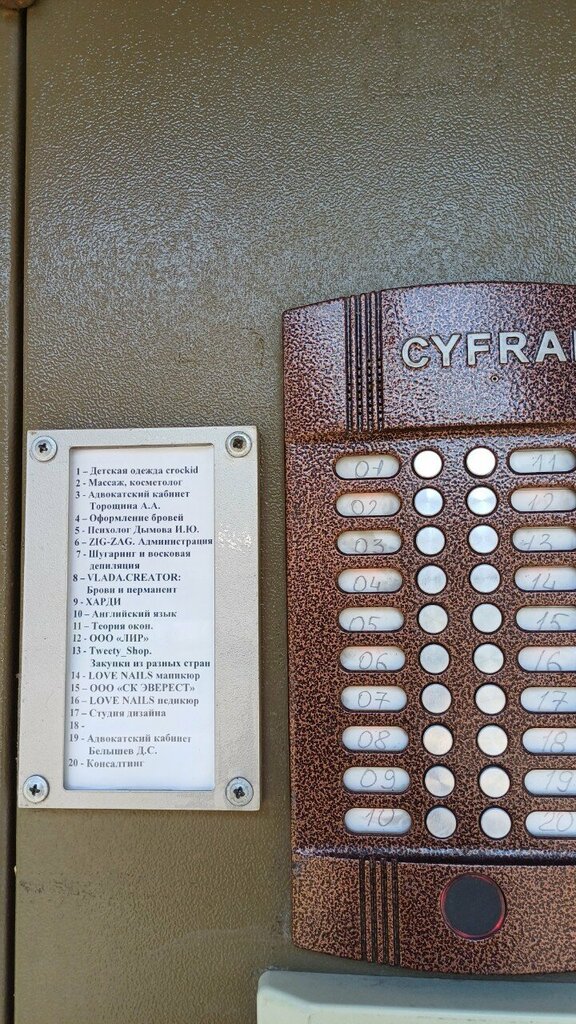 CYFRA
1 – Детская одежда crockid
2 – Массаж, косметолог
3 – Адвокатский кабинет
Торощина А.А.
4 – Оформление бровей
5 – Психолог Дымова И.Ю.
6 – ZIG-ZAG. Администрация
7 – Шугаринг и восковая
депиляция
8 – VLADA.CREATOR:
Брови и перманент
9 - ХАРДИ
10 – Английский язык
11 – Теория окон.
12 - ООО «ЛИР»
13 - Tweety_Shop.
Закупки из разных стран
14 - LOVE NAILS маникюр
15 – ООО «СК ЭВЕРЕСТ»
16 – LOVE NAILS педикюр
17 – Студия дизайна
18 -
19 - Адвокатский кабинет
Белышев Д.С.
20 - Консалтинг
01 11
02 12
03 13
04 14
05 15
06 16
07 17
08 18
09 19
10 20